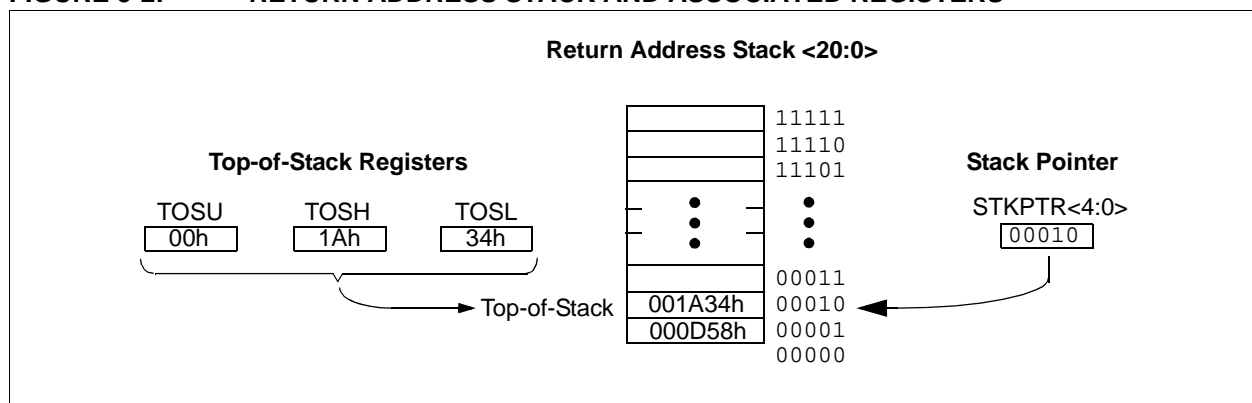 Return Address Stack <20:0>
11111
11110
11101
Top-of-Stack Registers
Stack Pointer
TOSU TOSH TOSL
STKPTR<4:0>
00h 1Ah 34h
00010
00011
Top-of-Stack 001A34h 00010
000D58h 00001
00000